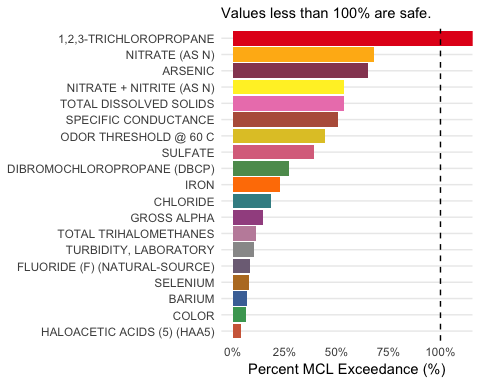 Values less than 100% are safe.
1,2,3-TRICHLOROPROPANE
NITRATE (AS N)
ARSENIC
NITRATE + NITRITE (AS N)
TOTAL DISSOLVED SOLIDS
SPECIFIC CONDUCTANCE
ODOR THRESHOLD @ 60 C
SULFATE
DIBROMOCHLOROPROPANE (DBCP)
IRON
CHLORIDE
GROSS ALPHA
TOTAL TRIHALOMETHANES
TURBIDITY, LABORATORY
FLUORIDE (F) (NATURAL-SOURCE)
SELENIUM
BARIUM
COLOR
HALOACETIC ACIDS (5) (HAA5)
0% 25% 50% 75% 100%
Percent MCL Exceedance (%)